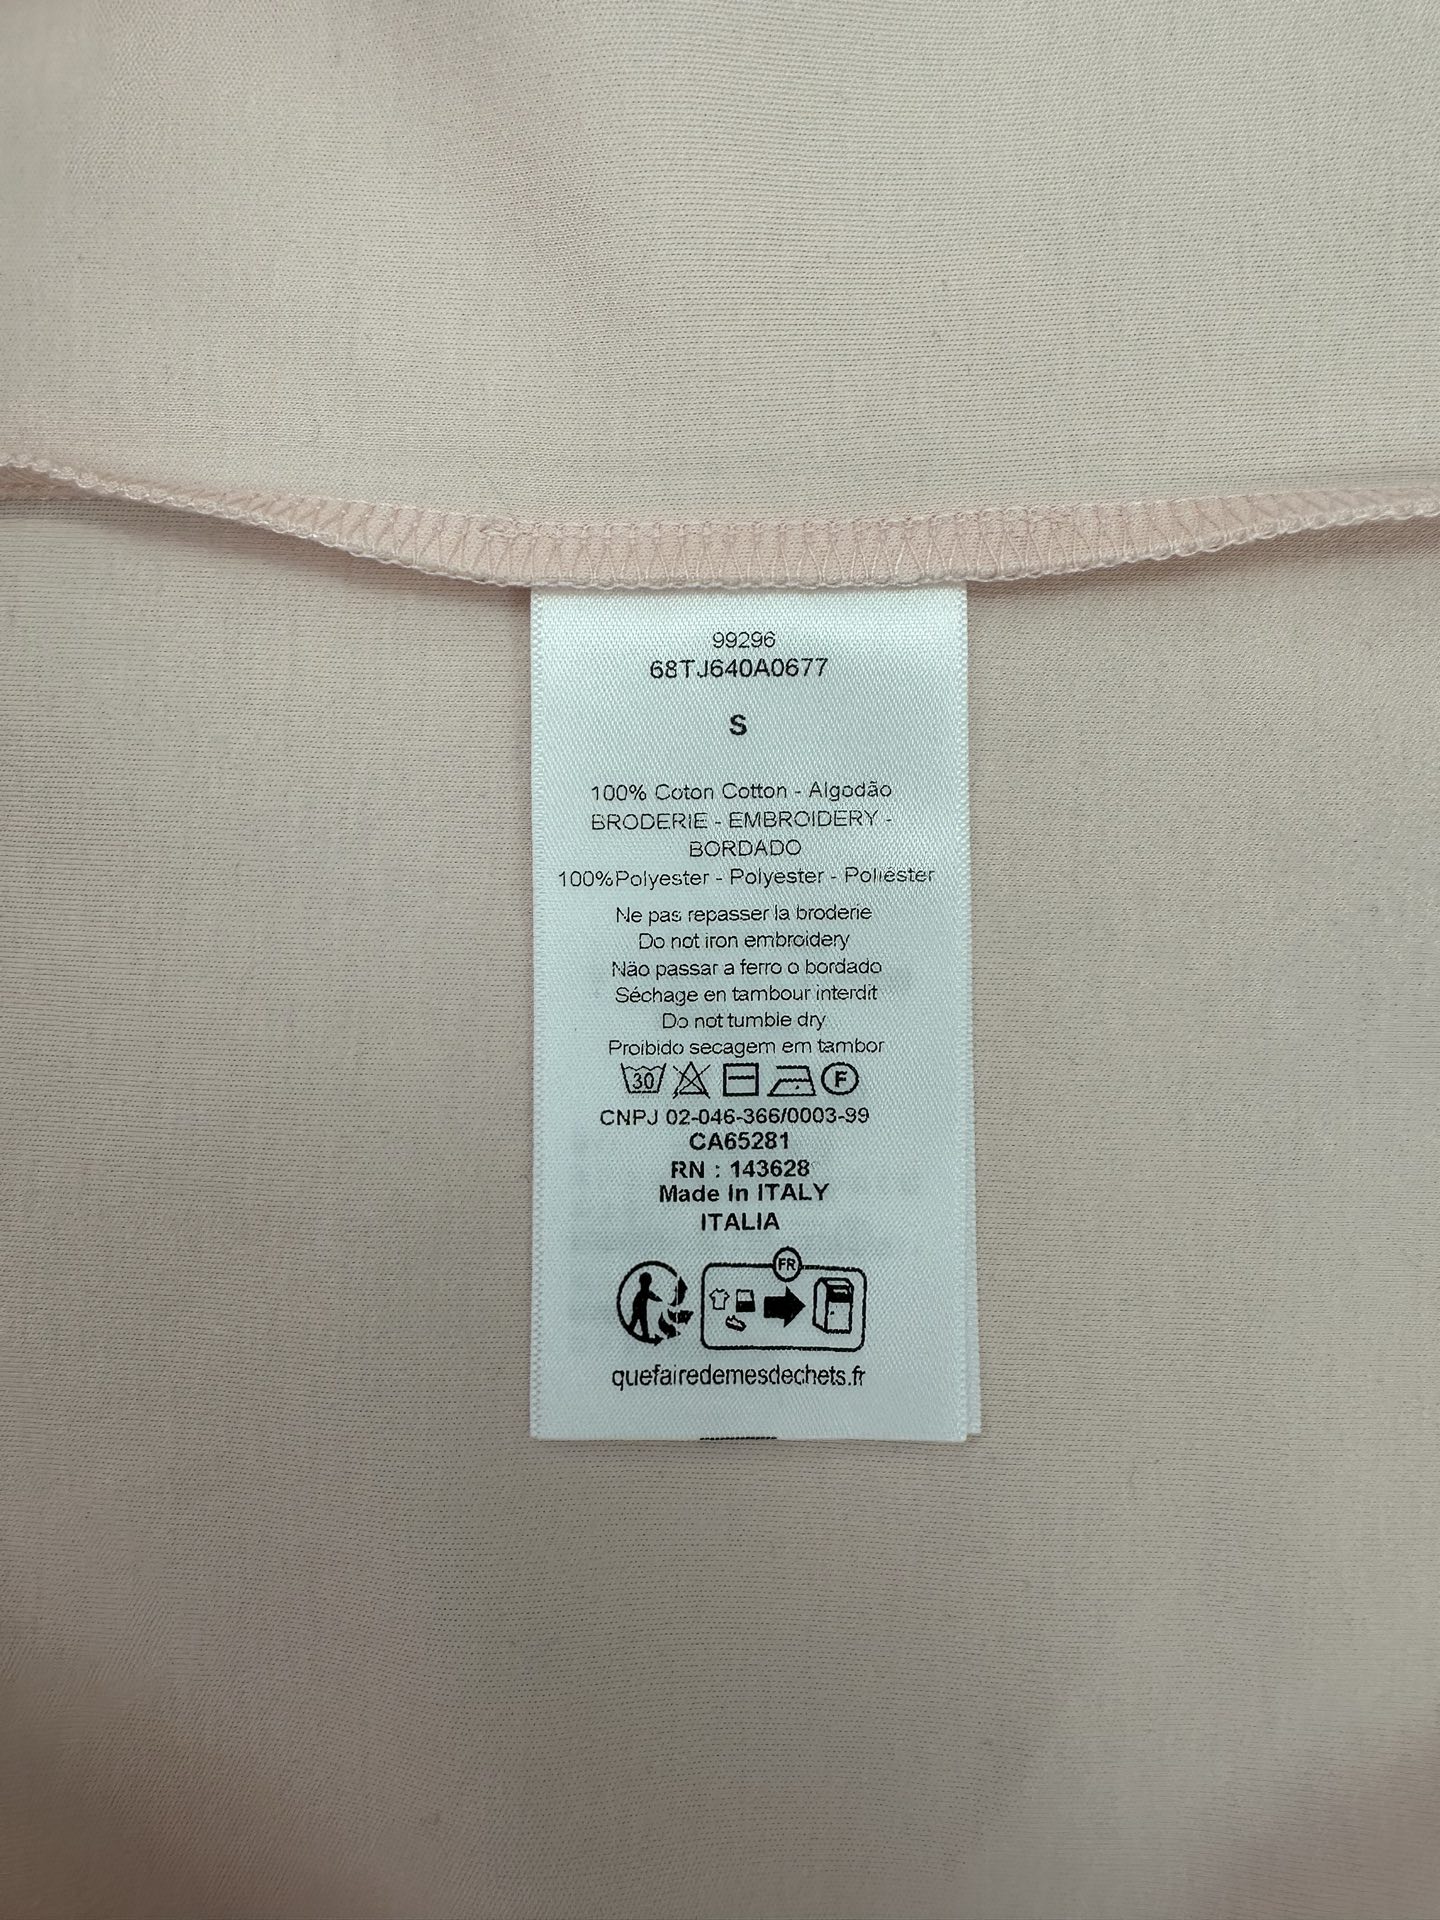 99296
68TJ640A0677
S
100% Coton Cotton - Algodão
BRODERIE - EMBROIDERY -
BORDADO
100%Polyester - Polyester - Poliéster
Ne pas repasser la broderie
Do not iron embroidery
Não passar a ferro o bordado
Séchage en tambour interdit
Do not tumble dry
Proibido secagem em tambor
30 F
CNPJ 02-046-366/0003-99
CA65281
RN : 143628
Made In ITALY
ITALIA
FR
quefairedemesdechets.fr